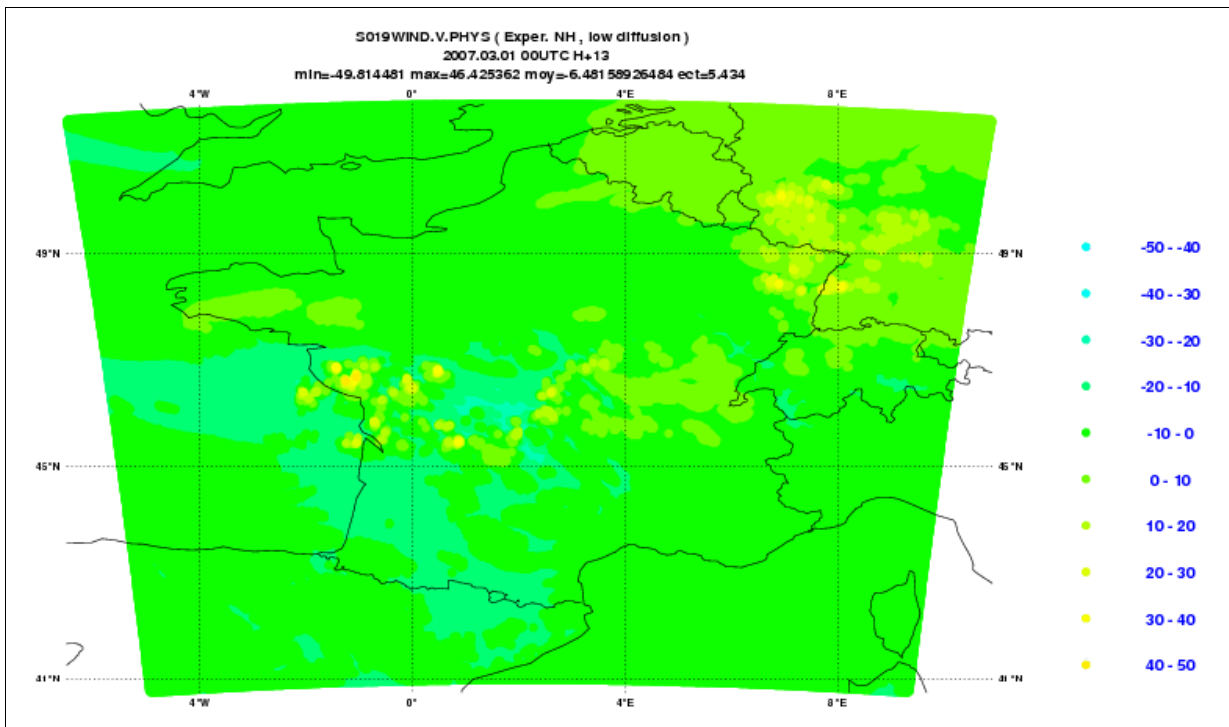 S019WIND.V.PHYS ( Exper. NH , low diffusion )
2007.03.01 00UTC H+13
min=-49.814481 max=46.425362 moy=-6.48158926484 ect=5.434
4°W 0° 4°E 8°E
49°N 49°N
45°N 45°N
41°N 41°N
4°W 0° 4°E 8°E
-50 - -40
-40 - -30
-30 - -20
-20 - -10
-10 - 0
0 - 10
10 - 20
20 - 30
30 - 40
40 - 50